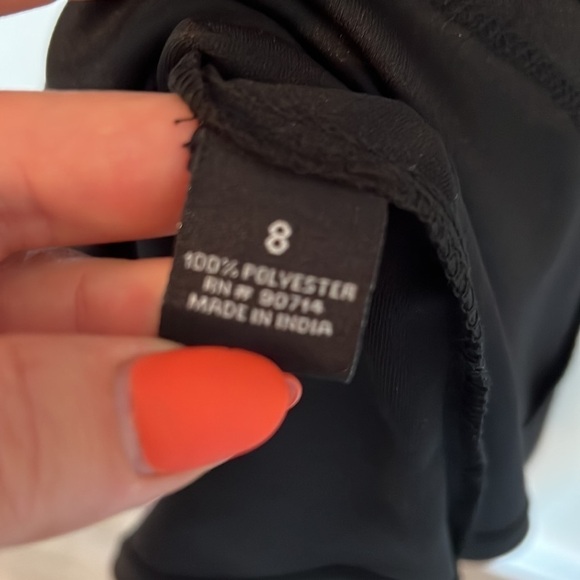 8
100% POLYESTER
RN# 90714
MADE IN INDIA